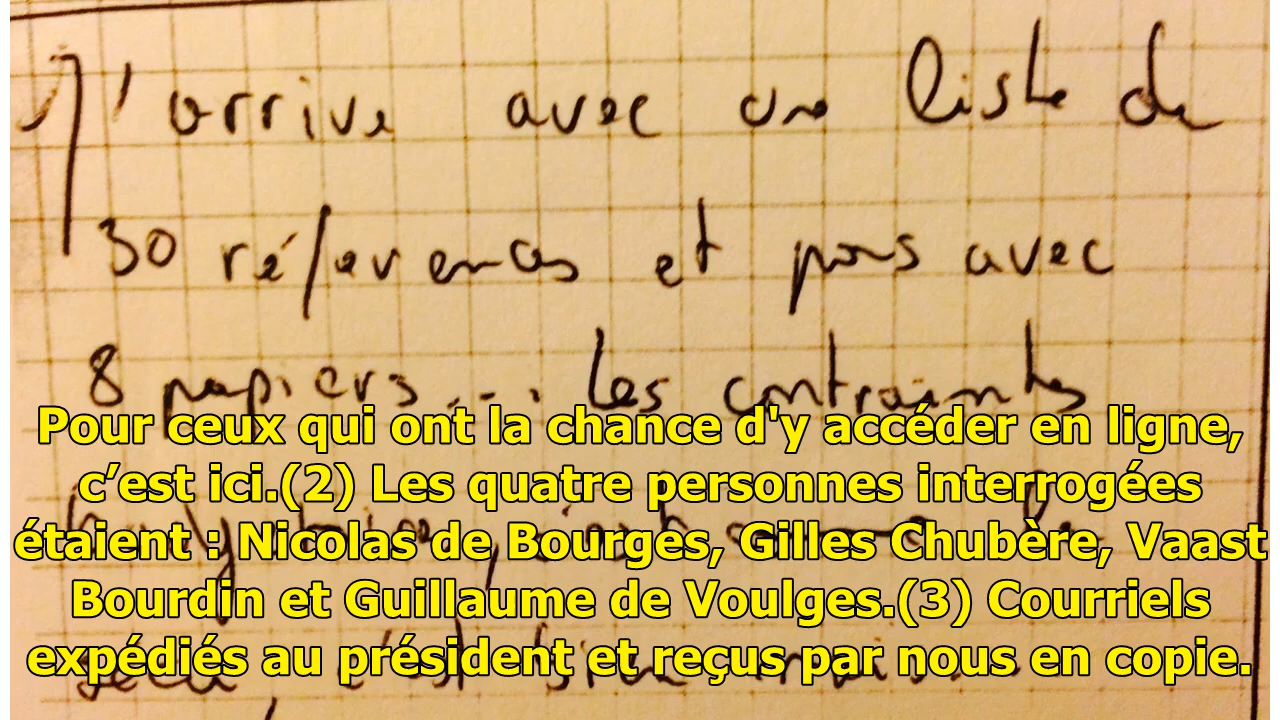 J'arrive avec une liste de
30 références et pars avec
8 papiers... les contraintes
Pour ceux qui ont la chance d'y accéder en ligne,
c’est ici.(2) Les quatre personnes interrogées
étaient : Nicolas de Bourges, Gilles Chubère, Vaast
Bourdin et Guillaume de Voulges.(3) Courriels
expédiés au président et reçus par nous en copie.